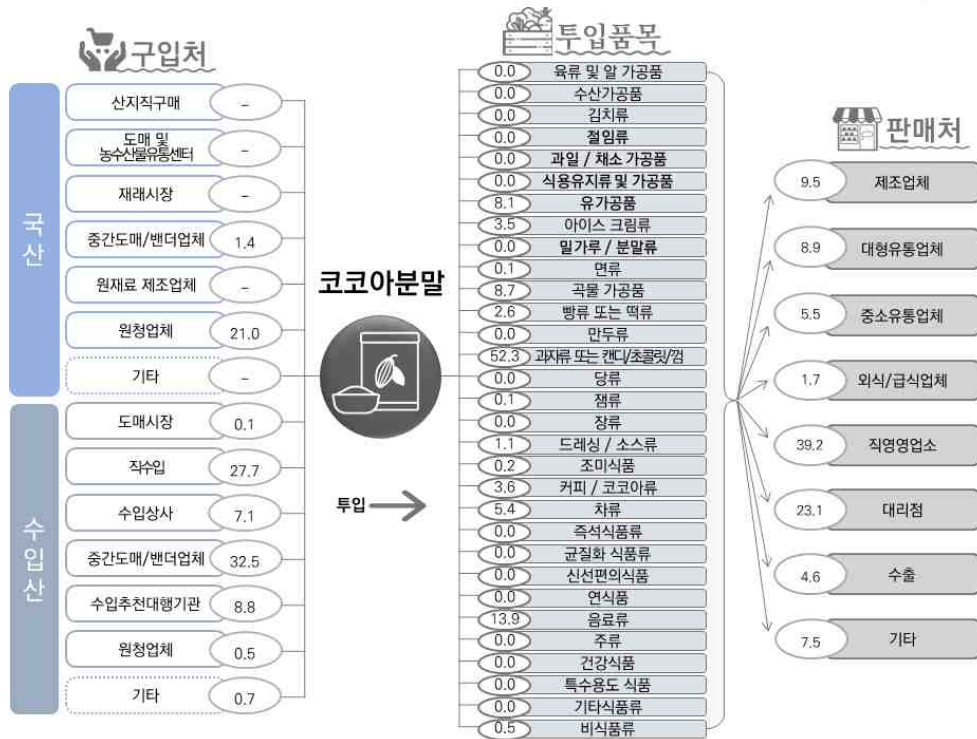 구입처
국산
산지직구매 -
도매 및
농수산물유통센터 -
재래시장 -
중간도매/밴더업체 1.4
원재료 제조업체 -
원청업체 21.0
기타 -
수입산
도매시장 0.1
직수입 27.7
수입상사 7.1
중간도매/밴더업체 32.5
수입추천대행기관 8.8
원청업체 0.5
기타 0.7
코코아분말
투입
투입품목
0.0 육류 및 알 가공품
0.0 수산가공품
0.0 김치류
0.0 절임류
0.0 과일 / 채소 가공품
0.0 식용유지류 및 가공품
8.1 유가공품
3.5 아이스 크림류
0.0 밀가루 / 분말류
0.1 면류
8.7 곡물 가공품
2.6 빵류 또는 떡류
0.0 만두류
52.3 과자류 또는 캔디/초콜릿/껌
0.0 당류
0.1 잼류
0.0 장류
1.1 드레싱 / 소스류
0.2 조미식품
3.6 커피 / 코코아류
5.4 차류
0.0 즉석식품류
0.0 균질화 식품류
0.0 신선편의식품
0.0 연식품
13.9 음료류
0.0 주류
0.0 건강식품
0.0 특수용도 식품
0.0 기타식품류
0.5 비식품류
판매처
9.5 제조업체
8.9 대형유통업체
5.5 중소유통업체
1.7 외식/급식업체
39.2 직영영업소
23.1 대리점
4.6 수출
7.5 기타